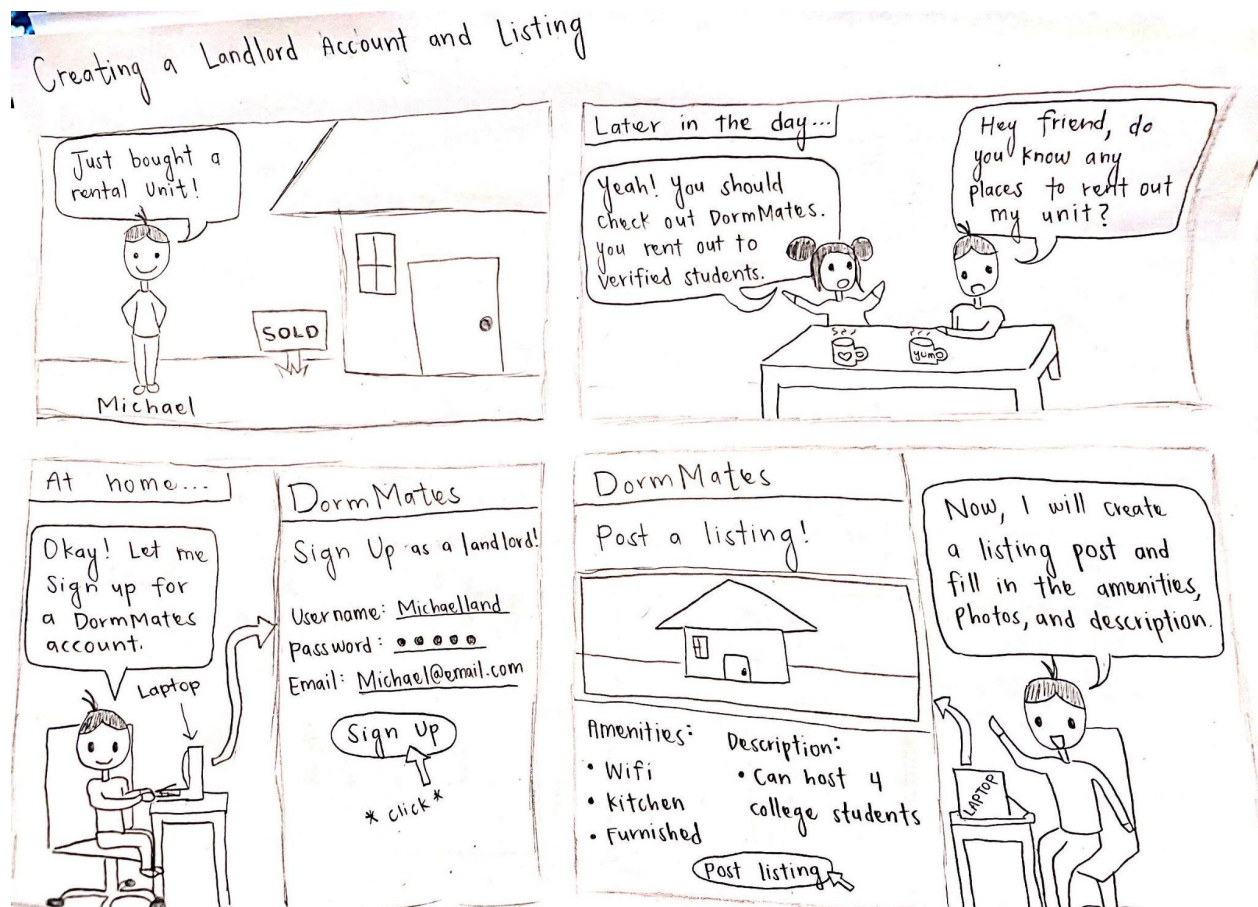 Creating a Landlord Account and Listing
Just bought a
rental unit!
SOLD
Michael
Later in the day...
Hey friend, do
you know any
places to rent out
my unit?
Yeah! You should
check out DormMates.
you rent out to
verified students.
yum
At home...
Okay! Let me
Sign up for
a DormMates
account.
Laptop
DormMates
Sign Up as a landlord!
Username: Michaelland
password: •••••
Email: Michael@email.com
Sign Up
*click*
DormMates
Post a listing!
Amenities:
• Wifi
• Kitchen
• Furnished
Description:
• Can host 4
college students
Post listing
Now, I will create
a listing post and
fill in the amenities,
Photos, and description.
LAPTOP